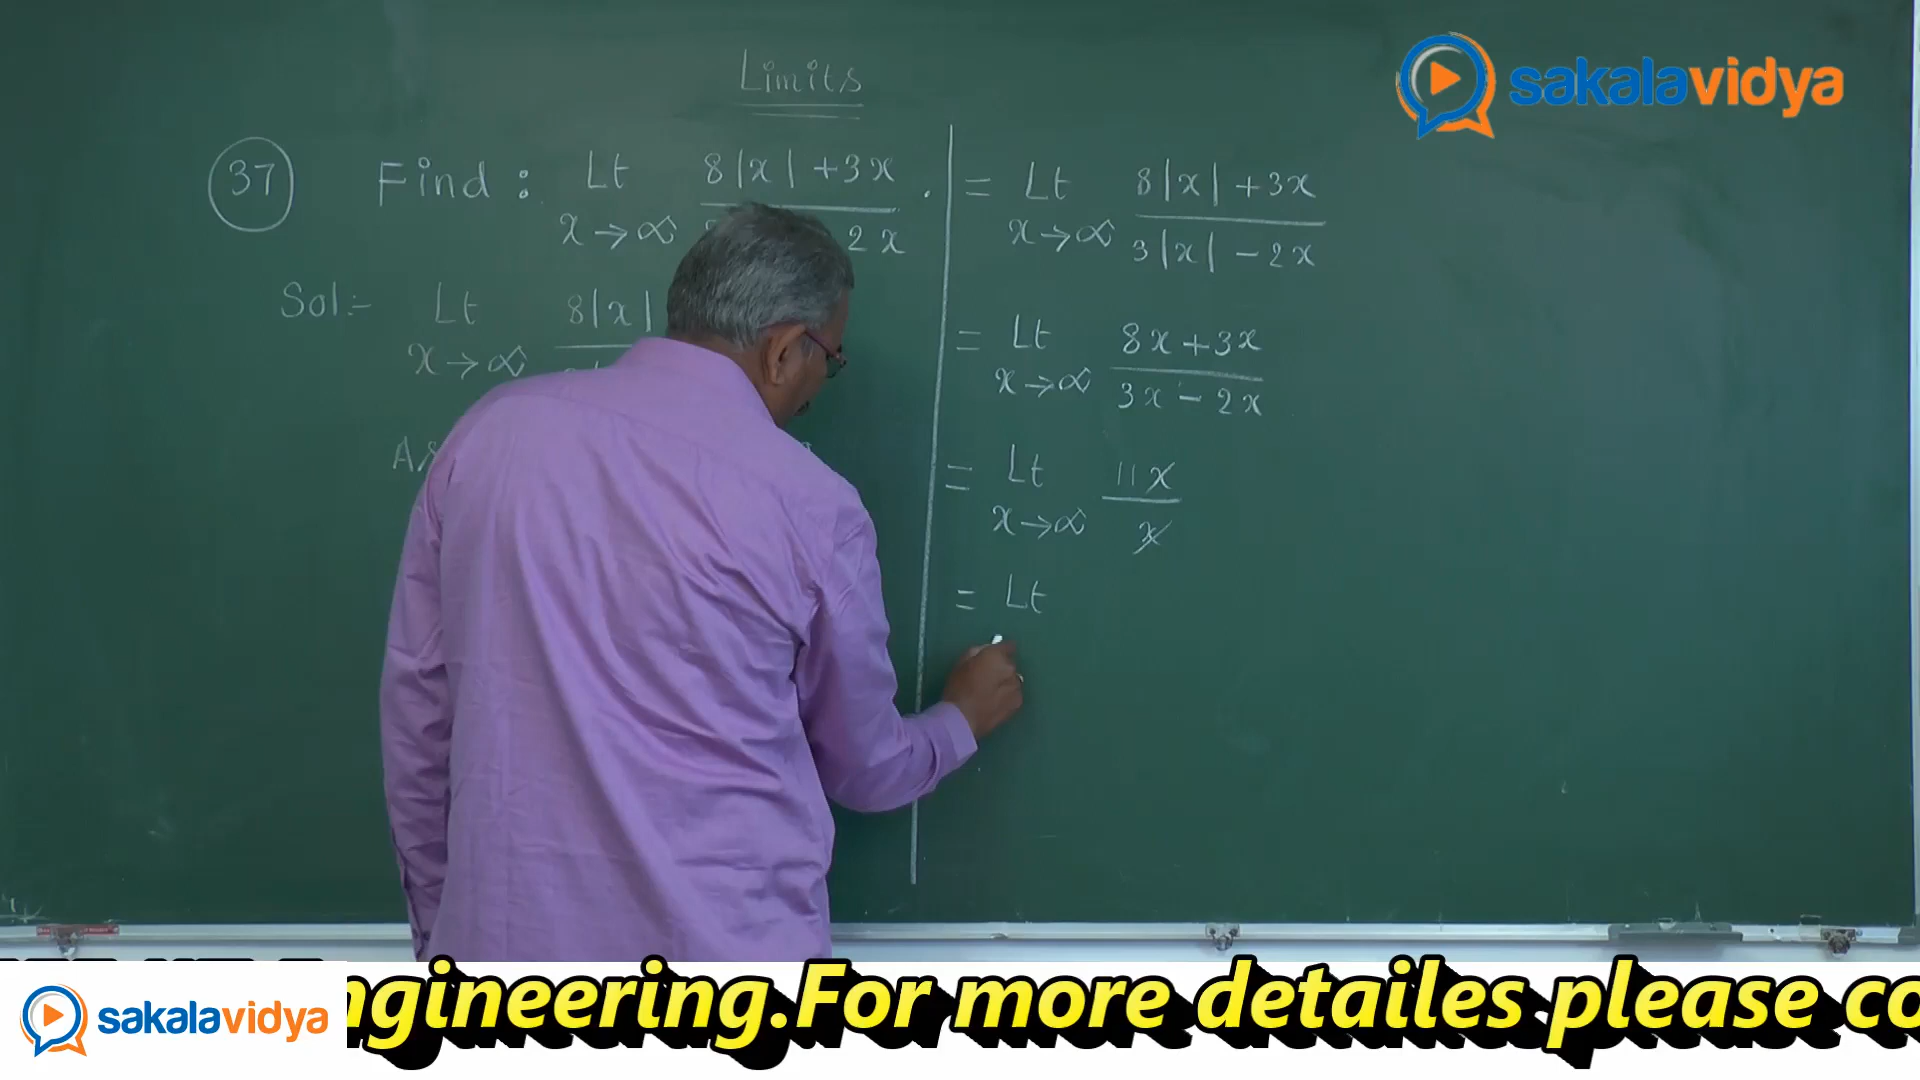 Limits
sakalavidya
37 Find : Lt x→∞ 8|x| + 3x / 2x .
Sol:- Lt x→∞ 8|x|
= Lt x→∞ 8|x| + 3x / 3|x| - 2x
= Lt x→∞ 8x + 3x / 3x - 2x
= Lt x→∞ 11x / x
= Lt
sakalavidya
ngineering.For more detailes please co